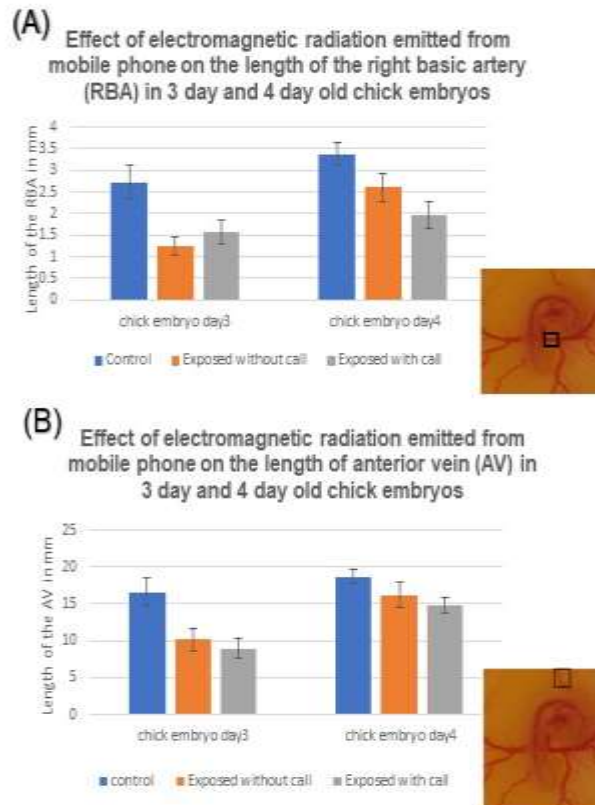 (A)
Effect of electromagnetic radiation emitted from
mobile phone on the length of the right basic artery
(RBA) in 3 day and 4 day old chick embryos
Length of the RBA in mm
4
3.5
3
2.5
2
1.5
1
0.5
0
chick embryo day3
chick embryo day4
Control
Exposed without call
Exposed with call
(B)
Effect of electromagnetic radiation emitted from
mobile phone on the length of anterior vein (AV) in
3 day and 4 day old chick embryos
Length of the AV in mm
25
20
15
10
5
0
chick embryo day3
chick embryo day4
control
Exposed without call
Exposed with call